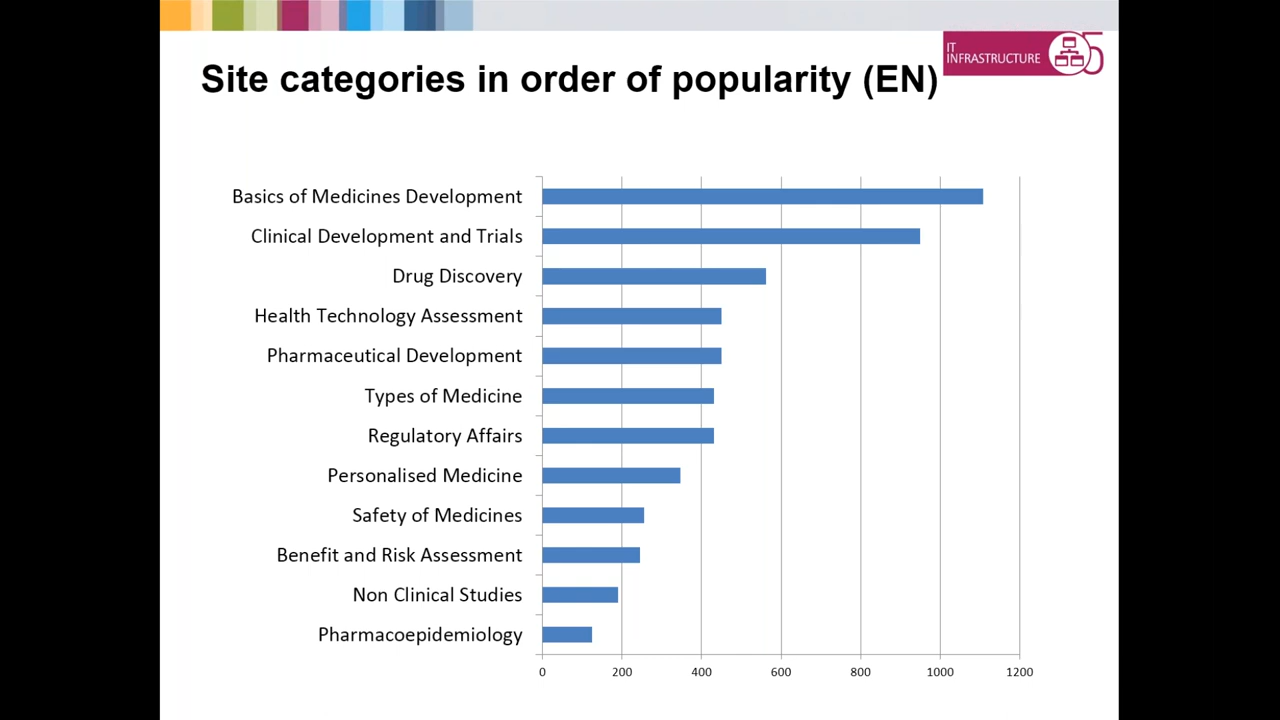 IT
INFRASTRUCTURE
5
Site categories in order of popularity (EN)
Basics of Medicines Development
Clinical Development and Trials
Drug Discovery
Health Technology Assessment
Pharmaceutical Development
Types of Medicine
Regulatory Affairs
Personalised Medicine
Safety of Medicines
Benefit and Risk Assessment
Non Clinical Studies
Pharmacoepidemiology
0 200 400 600 800 1000 1200